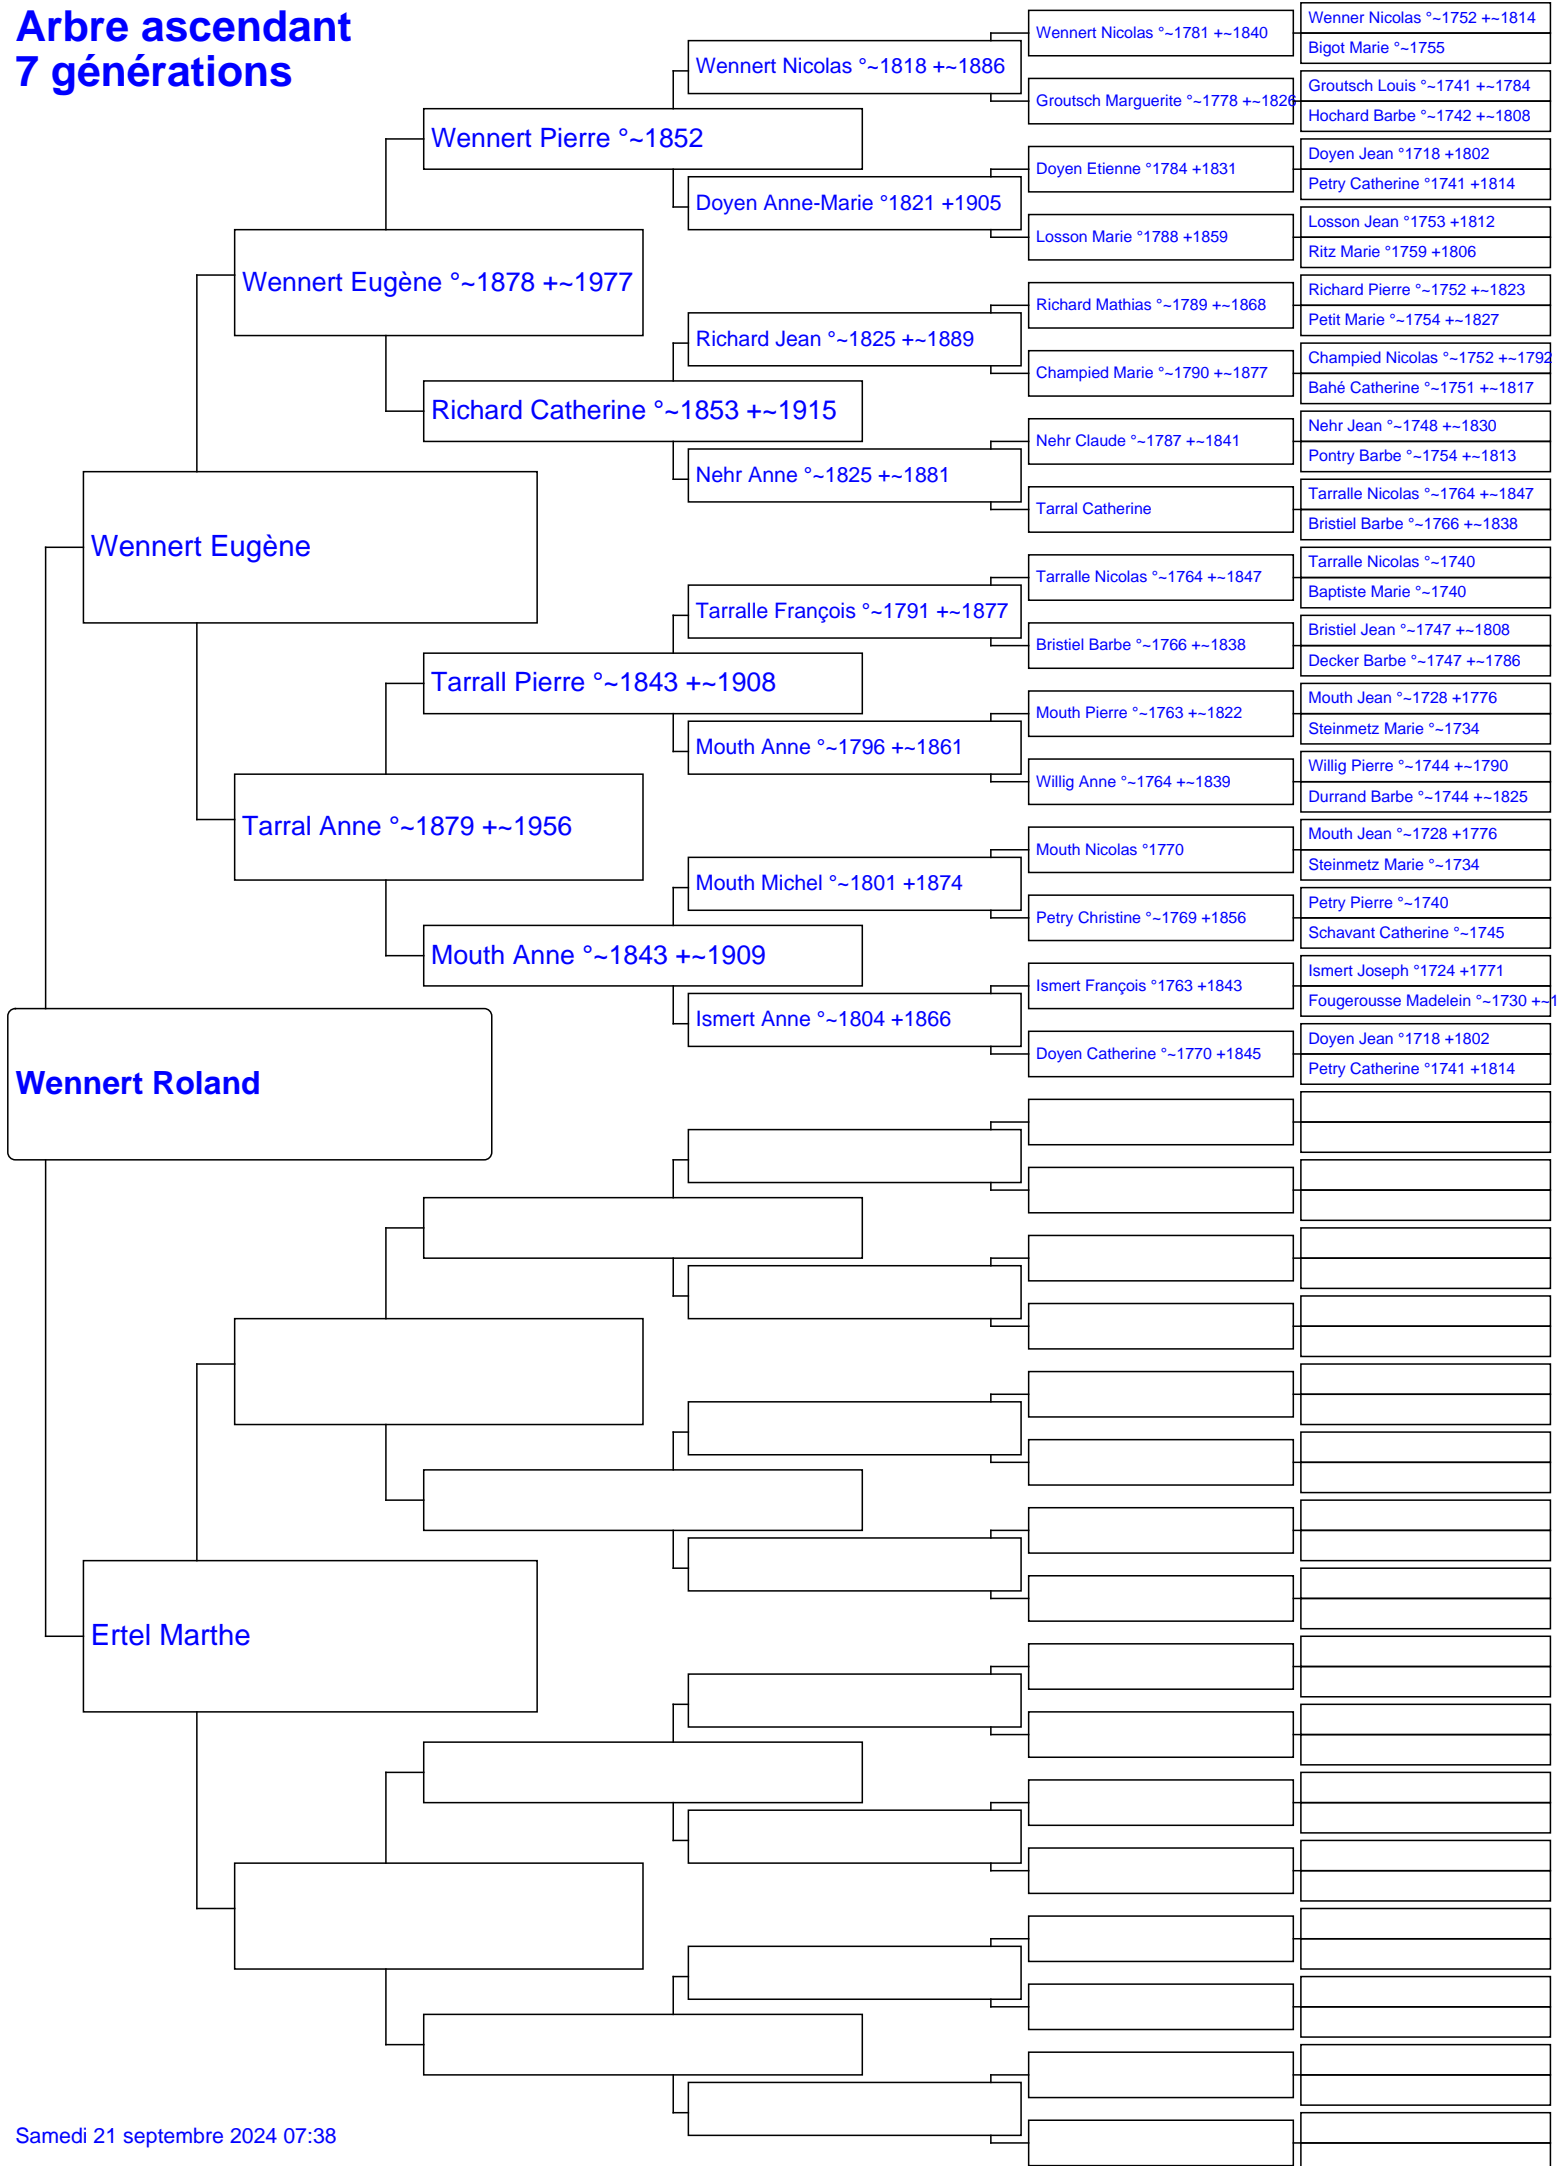 Arbre ascendant
7 générations
Wennert Roland
Wennert Eugène
Ertel Marthe
Wennert Eugène °~1878 +~1977
Tarral Anne °~1879 +~1956
Wennert Pierre °~1852
Richard Catherine °~1853 +~1915
Tarrall Pierre °~1843 +~1908
Mouth Anne °~1843 +~1909
Wennert Nicolas °~1818 +~1886
Doyen Anne-Marie °1821 +1905
Richard Jean °~1825 +~1889
Nehr Anne °~1825 +~1881
Tarralle François °~1791 +~1877
Mouth Anne °~1796 +~1861
Mouth Michel °~1801 +1874
Ismert Anne °~1804 +1866
Wennert Nicolas °~1781 +~1840
Groutsch Marguerite °~1778 +~1826
Doyen Etienne °1784 +1831
Losson Marie °1788 +1859
Richard Mathias °~1789 +~1868
Champied Marie °~1790 +~1877
Nehr Claude °~1787 +~1841
Tarral Catherine
Tarralle Nicolas °~1764 +~1847
Bristiel Barbe °~1766 +~1838
Mouth Pierre °~1763 +~1822
Willig Anne °~1764 +~1839
Mouth Nicolas °1770
Petry Christine °~1769 +1856
Ismert François °1763 +1843
Doyen Catherine °~1770 +1845
Wenner Nicolas °~1752 +~1814
Bigot Marie °~1755
Groutsch Louis °~1741 +~1784
Hochard Barbe °~1742 +~1808
Doyen Jean °1718 +1802
Petry Catherine °1741 +1814
Losson Jean °1753 +1812
Ritz Marie °1759 +1806
Richard Pierre °~1752 +~1823
Petit Marie °~1754 +~1827
Champied Nicolas °~1752 +~1792
Bahé Catherine °~1751 +~1817
Nehr Jean °~1748 +~1830
Pontry Barbe °~1754 +~1813
Tarralle Nicolas °~1764 +~1847
Bristiel Barbe °~1766 +~1838
Tarralle Nicolas °~1740
Baptiste Marie °~1740
Bristiel Jean °~1747 +~1808
Decker Barbe °~1747 +~1786
Mouth Jean °~1728 +1776
Steinmetz Marie °~1734
Willig Pierre °~1744 +~1790
Durrand Barbe °~1744 +~1825
Mouth Jean °~1728 +1776
Steinmetz Marie °~1734
Petry Pierre °~1740
Schavant Catherine °~1745
Ismert Joseph °1724 +1771
Fougerousse Madelein °~1730 +~1
Doyen Jean °1718 +1802
Petry Catherine °1741 +1814
Samedi 21 septembre 2024 07:38